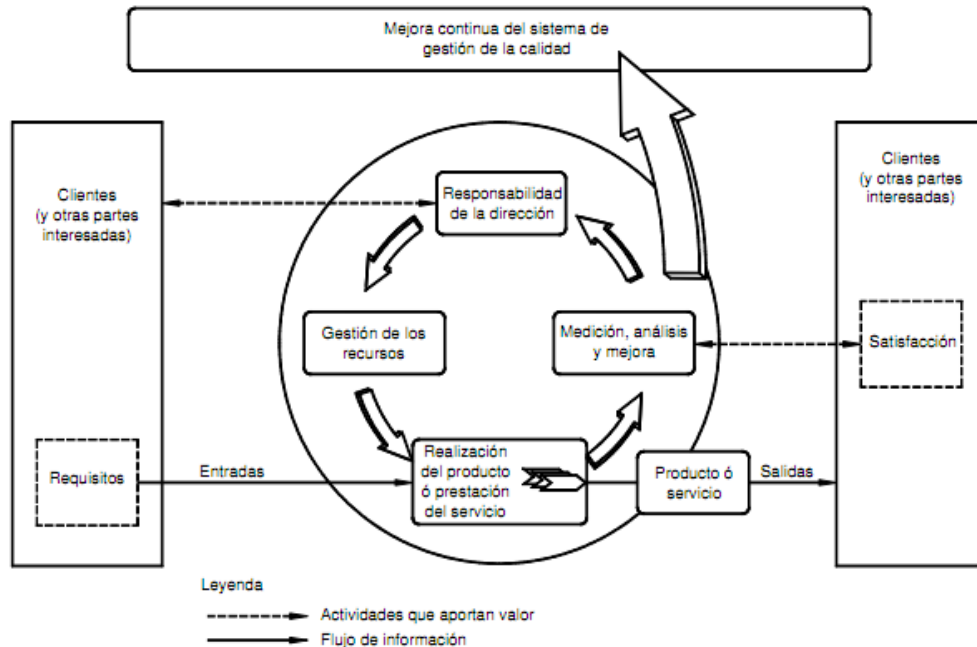 Mejora continua del sistema de
gestión de la calidad
Clientes
(y otras partes
interesadas)
Clientes
(y otras partes
interesadas)
Responsabilidad
de la dirección
Gestión de los
recursos
Medición, análisis
y mejora
Satisfacción
Requisitos
Entradas
Realización
del producto
ó prestación
del servicio
Producto ó
servicio
Salidas
Leyenda
Actividades que aportan valor
Flujo de información